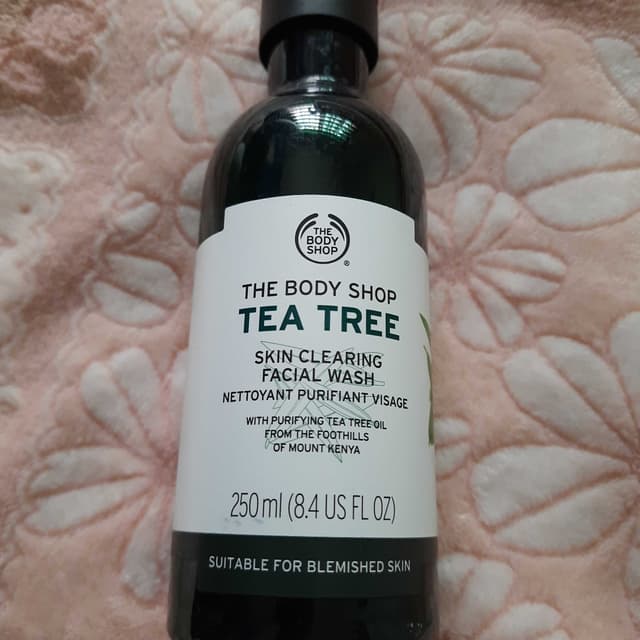 THE
BODY
SHOP
®
THE BODY SHOP
TEA TREE
SKIN CLEARING
FACIAL WASH
NETTOYANT PURIFIANT VISAGE
WITH PURIFYING TEA TREE OIL
FROM THE FOOTHILLS
OF MOUNT KENYA
250 ml (8.4 US FL OZ)
SUITABLE FOR BLEMISHED SKIN